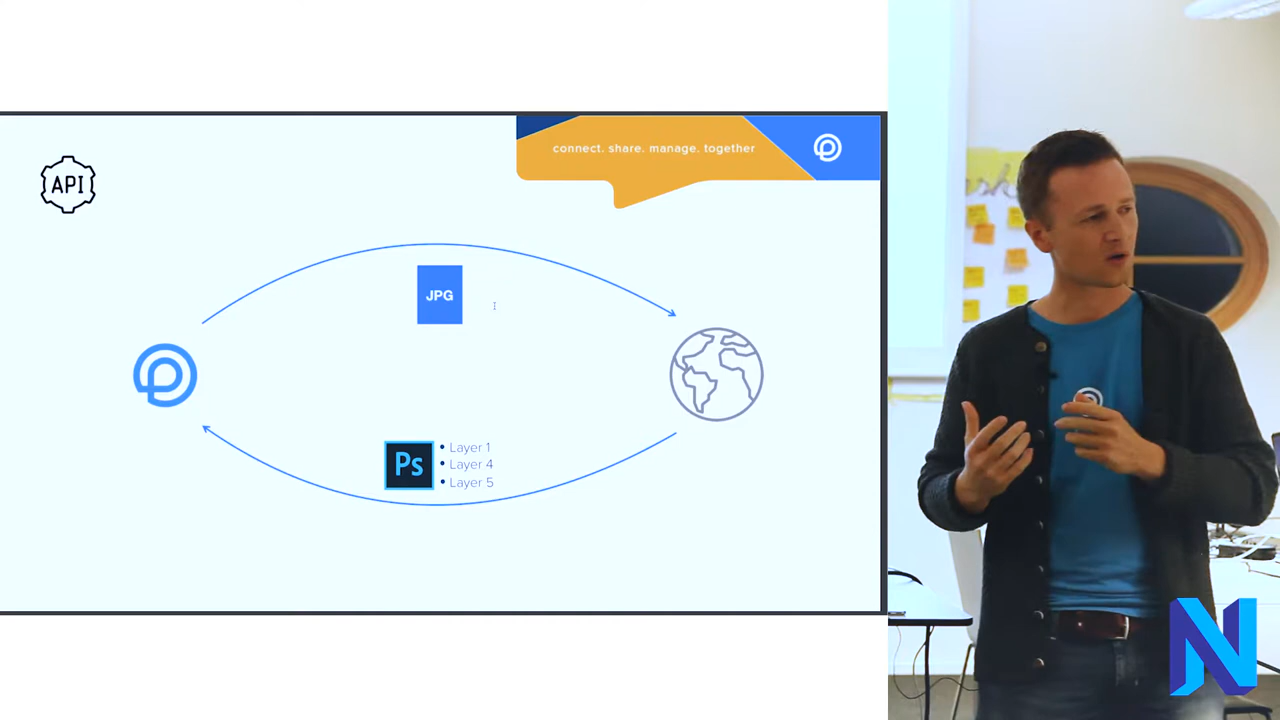 connect. share. manage. together
API
JPG
Ps
• Layer 1
• Layer 4
• Layer 5
N